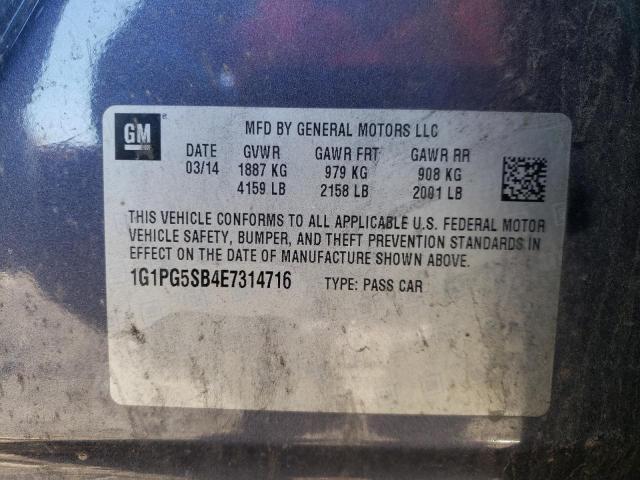 GM
MFD BY GENERAL MOTORS LLC
DATE GVWR GAWR FRT GAWR RR
03/14 1887 KG 979 KG 908 KG
4159 LB 2158 LB 2001 LB
THIS VEHICLE CONFORMS TO ALL APPLICABLE U.S. FEDERAL MOTOR
VEHICLE SAFETY, BUMPER, AND THEFT PREVENTION STANDARDS IN
EFFECT ON THE DATE OF MANUFACTURE SHOWN ABOVE.
1G1PG5SB4E7314716 TYPE: PASS CAR